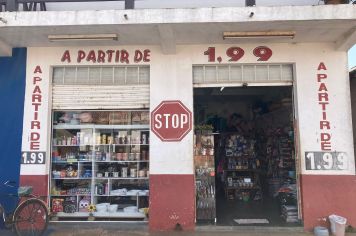 A PARTIR DE 1,99
A PARTIR DE
1.99
STOP
A PARTIR DE
1.99